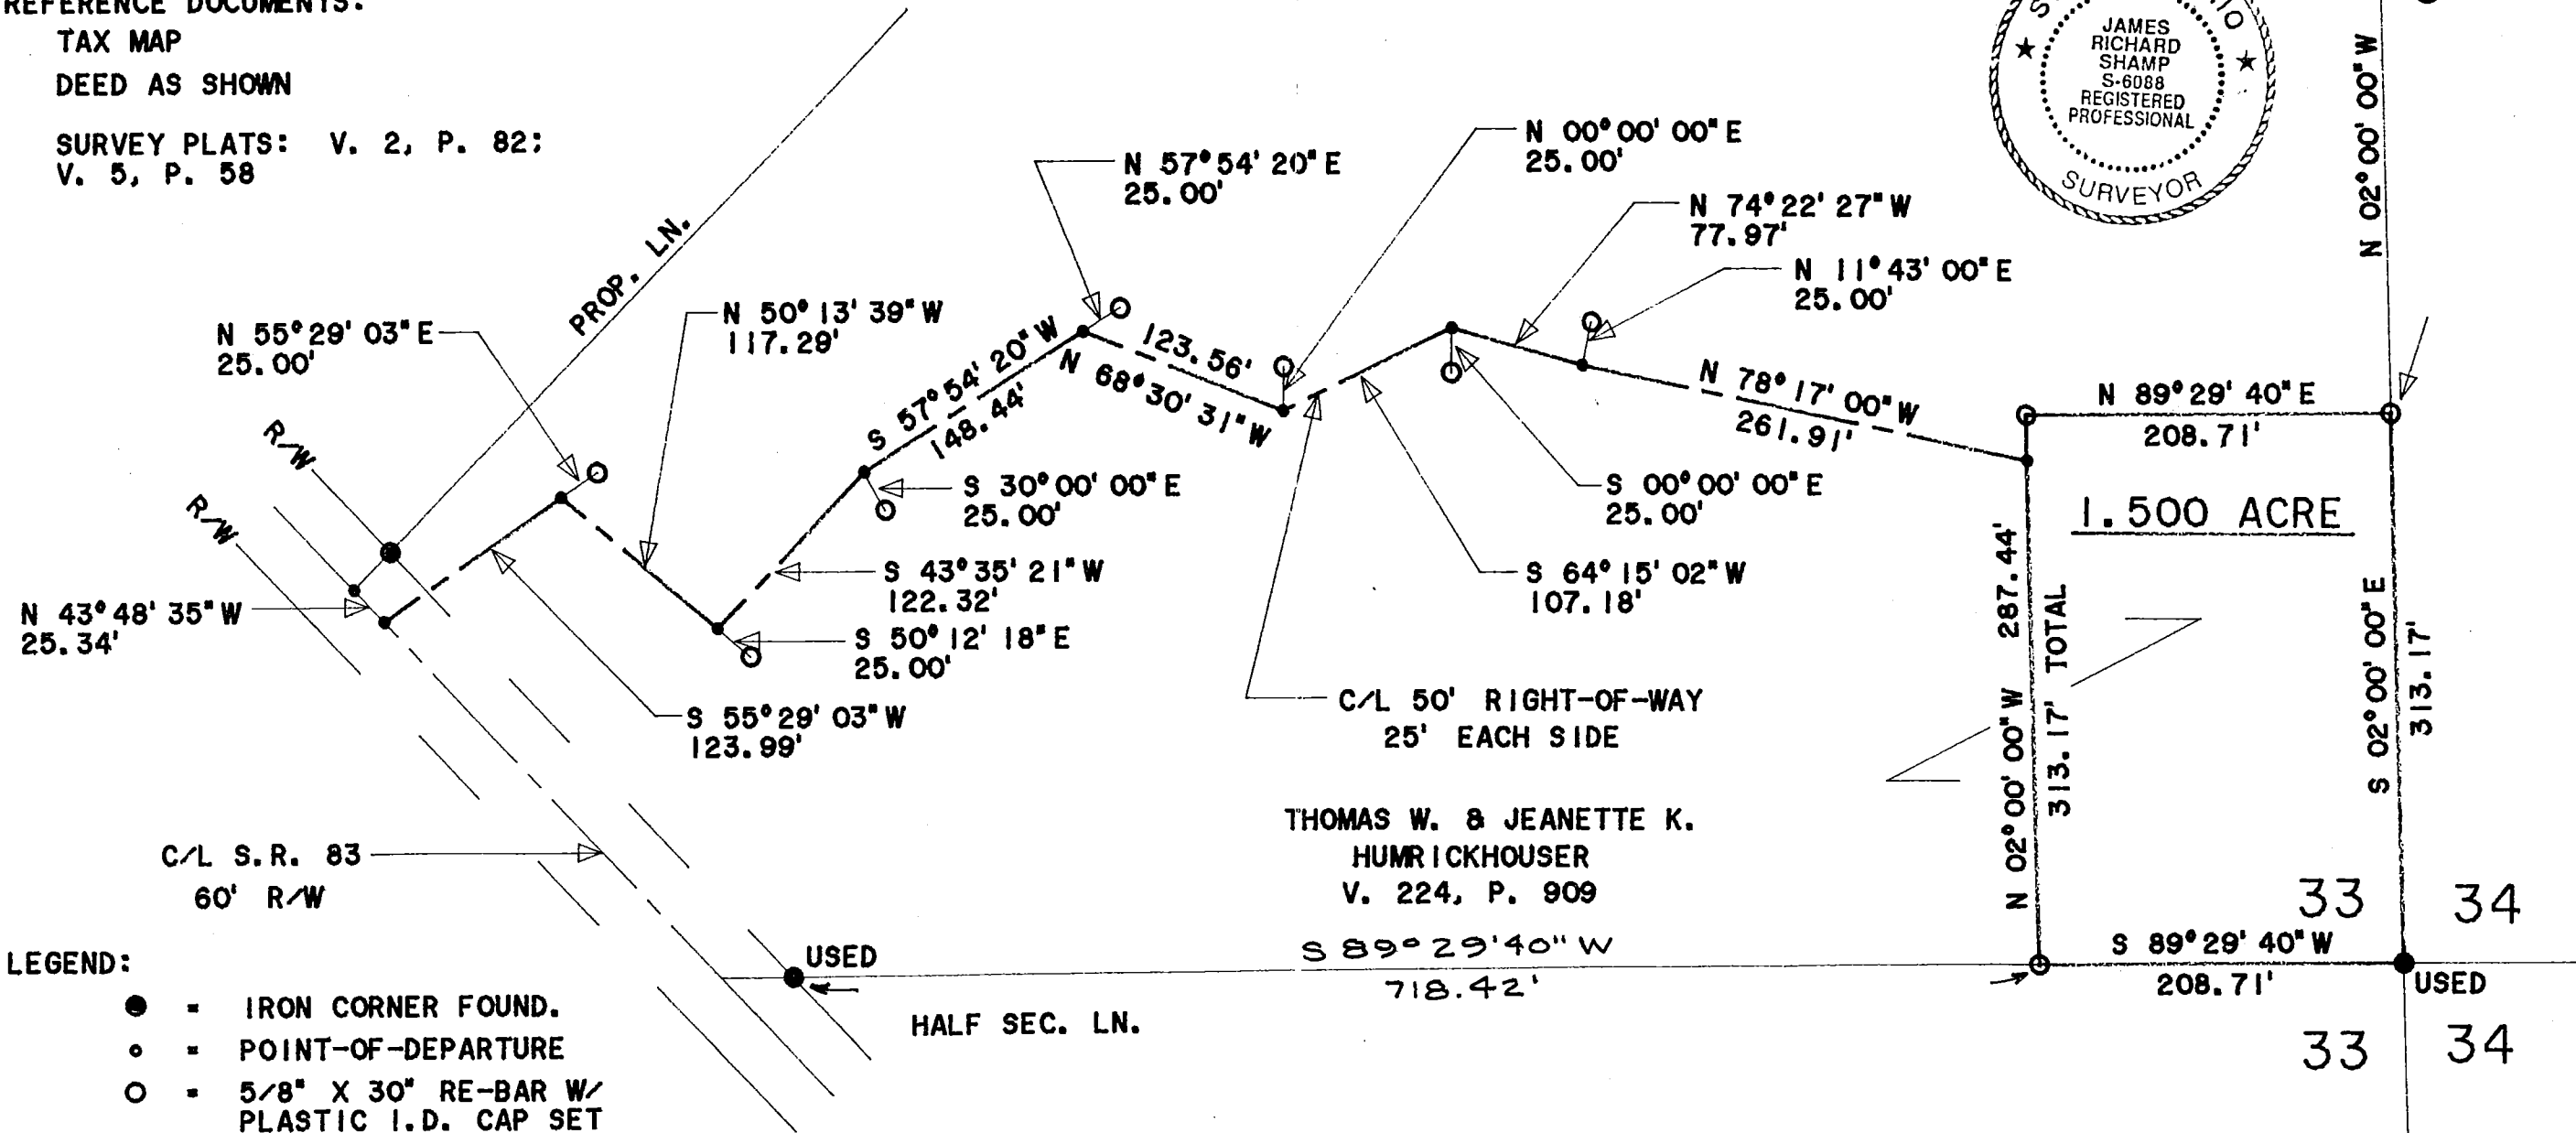 REFERENCE DOCUMENTS:
TAX MAP
DEED AS SHOWN
SURVEY PLATS: V. 2, P. 82;
V. 5, P. 58
JAMES
RICHARD
SHAMP
S-6088
REGISTERED
PROFESSIONAL
SURVEYOR
N 02°00'00"W
N 00°00'00"E
25.00'
N 57°54'20"E
25.00'
N 74°22'27"W
77.97'
N 11°43'00"E
25.00'
PROP. LN.
N 50°13'39"W
117.29'
N 55°29'03"E
25.00'
S 57°54'20"W
148.44'
123.56'
N 68°30'31"W
N 78°17'00"W
261.91'
N 89°29'40"E
208.71'
R/W
R/W
S 30°00'00"E
25.00'
S 00°00'00"E
25.00'
1.500 ACRE
S 43°35'21"W
122.32'
S 64°15'02"W
107.18'
N 43°48'35"W
25.34'
S 50°12'18"E
25.00'
N 02°00'00"W 287.44'
313.17' TOTAL
S 02°00'00"E
313.17'
S 55°29'03"W
123.99'
C/L 50' RIGHT-OF-WAY
25' EACH SIDE
C/L S.R. 83
60' R/W
THOMAS W. & JEANETTE K.
HUMRICKHOUSER
V. 224, P. 909
33 34
S 89°29'40"W
718.42'
S 89°29'40"W
208.71'
USED
USED
HALF SEC. LN.
33 34
LEGEND:
● = IRON CORNER FOUND.
∘ = POINT-OF-DEPARTURE
○ = 5/8" X 30" RE-BAR W/
PLASTIC I.D. CAP SET